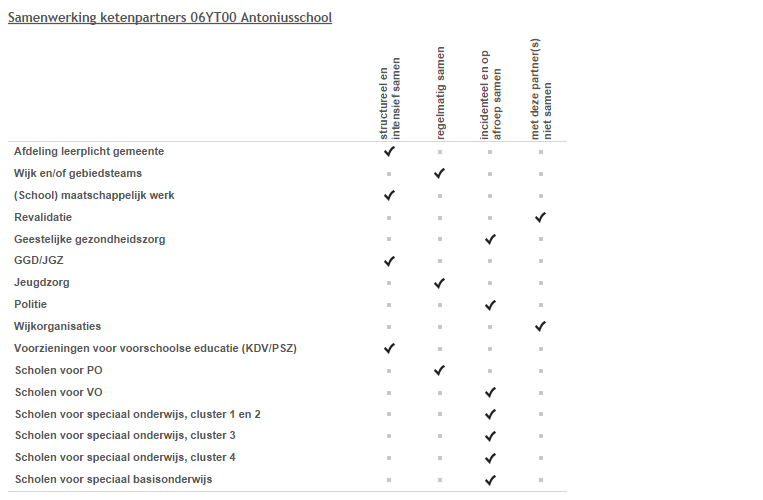 Samenwerking ketenpartners 06YT00 Antoniusschool
structureel en
intensief samen
regelmatig samen
incidenteel en op
afroep samen
met deze partner(s)
niet samen
Afdeling leerplicht gemeente
Wijk en/of gebiedsteams
(School) maatschappelijk werk
Revalidatie
Geestelijke gezondheidszorg
GGD/JGZ
Jeugdzorg
Politie
Wijkorganisaties
Voorzieningen voor voorschoolse educatie (KDV/PSZ)
Scholen voor PO
Scholen voor VO
Scholen voor speciaal onderwijs, cluster 1 en 2
Scholen voor speciaal onderwijs, cluster 3
Scholen voor speciaal onderwijs, cluster 4
Scholen voor speciaal basisonderwijs